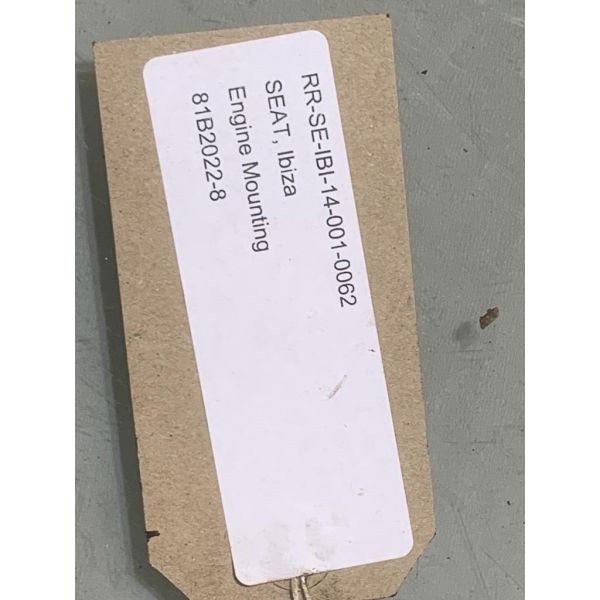 RR-SE-IBI-14-001-0062
SEAT, Ibiza
Engine Mounting
81B2022-8